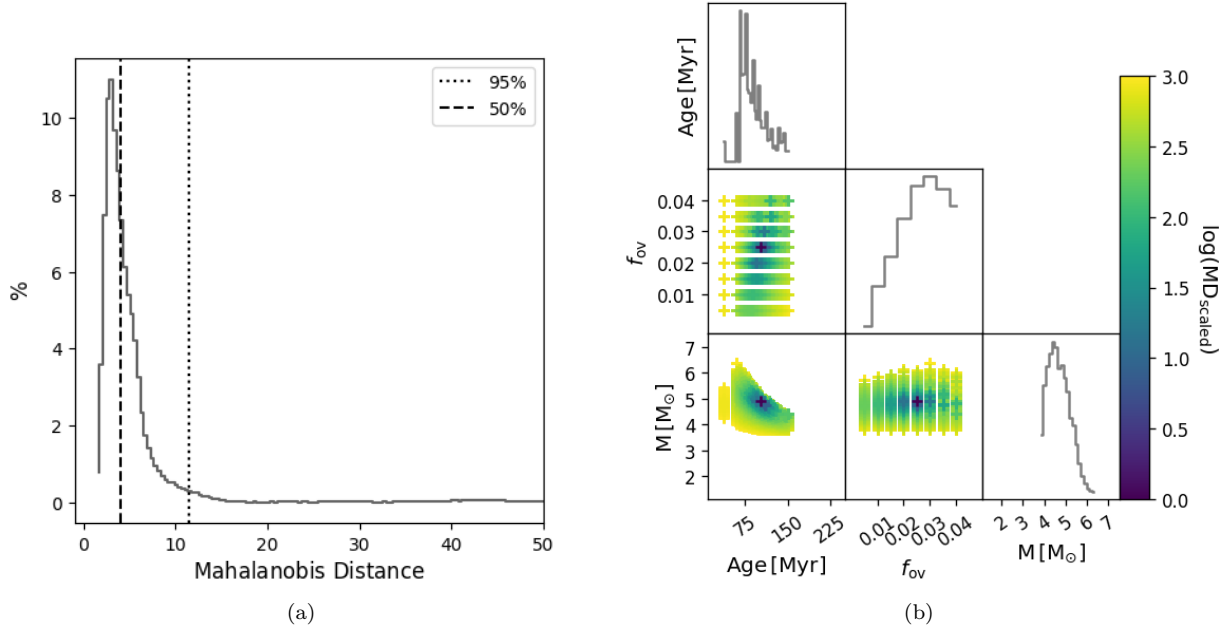 10
8
6
4
2
0
%
0 10 20 30 40 50
Mahalanobis Distance
95%
50%
(a)
Age [Myr]
0.04
0.03
0.02
0.01
f_ov
7
6
5
4
3
2
M [M⊙]
75 150 225
Age [Myr]
0.01 0.02 0.03 0.04
f_ov
2 3 4 5 6 7
M [M⊙]
3.0
2.5
2.0
1.5
1.0
0.5
0.0
log(MD_scaled)
(b)